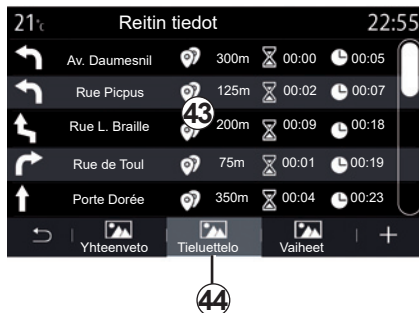 21°c Reitin tiedot 22:55
Av. Daumesnil 300m 00:00 00:05
Rue Picpus 125m 00:02 00:07
43
Rue L. Braille 200m 00:09 00:18
Rue de Toul 75m 00:01 00:19
Porte Dorée 350m 00:04 00:23
Yhteenveto Tieluettelo Vaiheet +
44